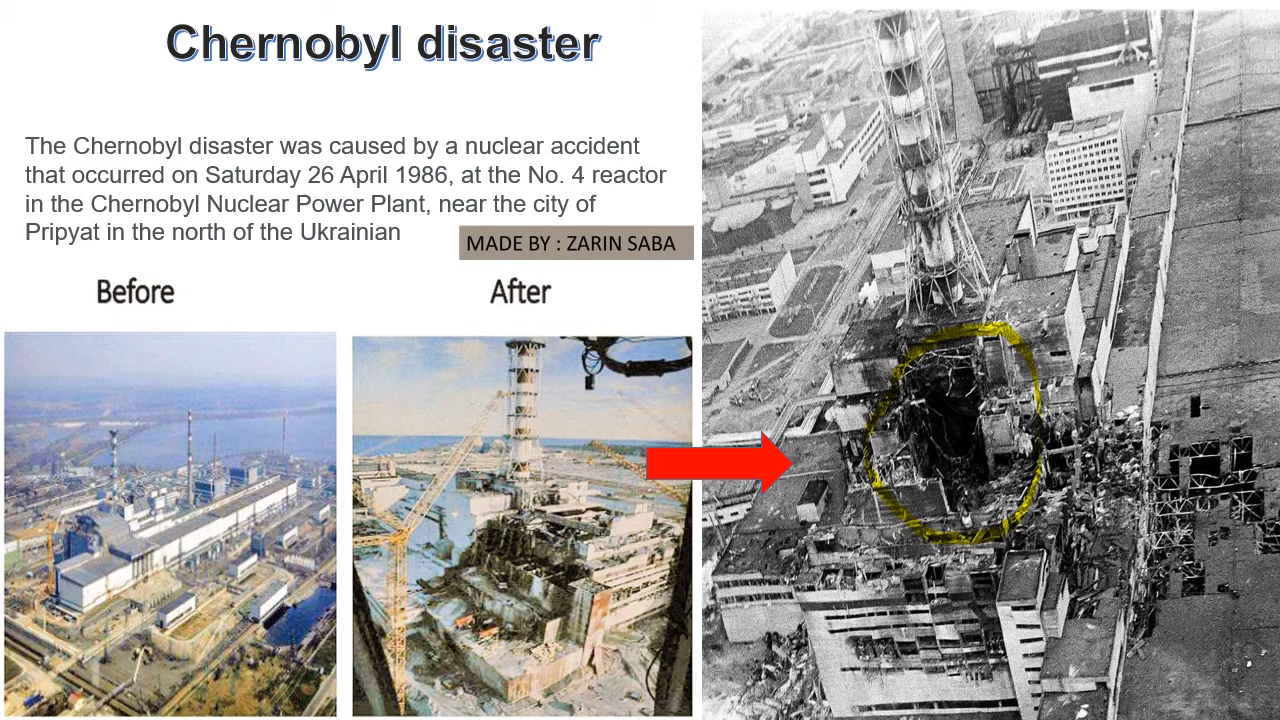 Chernobyl disaster
The Chernobyl disaster was caused by a nuclear accident
that occurred on Saturday 26 April 1986, at the No. 4 reactor
in the Chernobyl Nuclear Power Plant, near the city of
Pripyat in the north of the Ukrainian
MADE BY : ZARIN SABA
Before
After